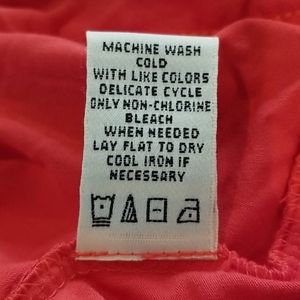 MACHINE WASH
COLD
WITH LIKE COLORS
DELICATE CYCLE
ONLY NON-CHLORINE
BLEACH
WHEN NEEDED
LAY FLAT TO DRY
COOL IRON IF
NECESSARY